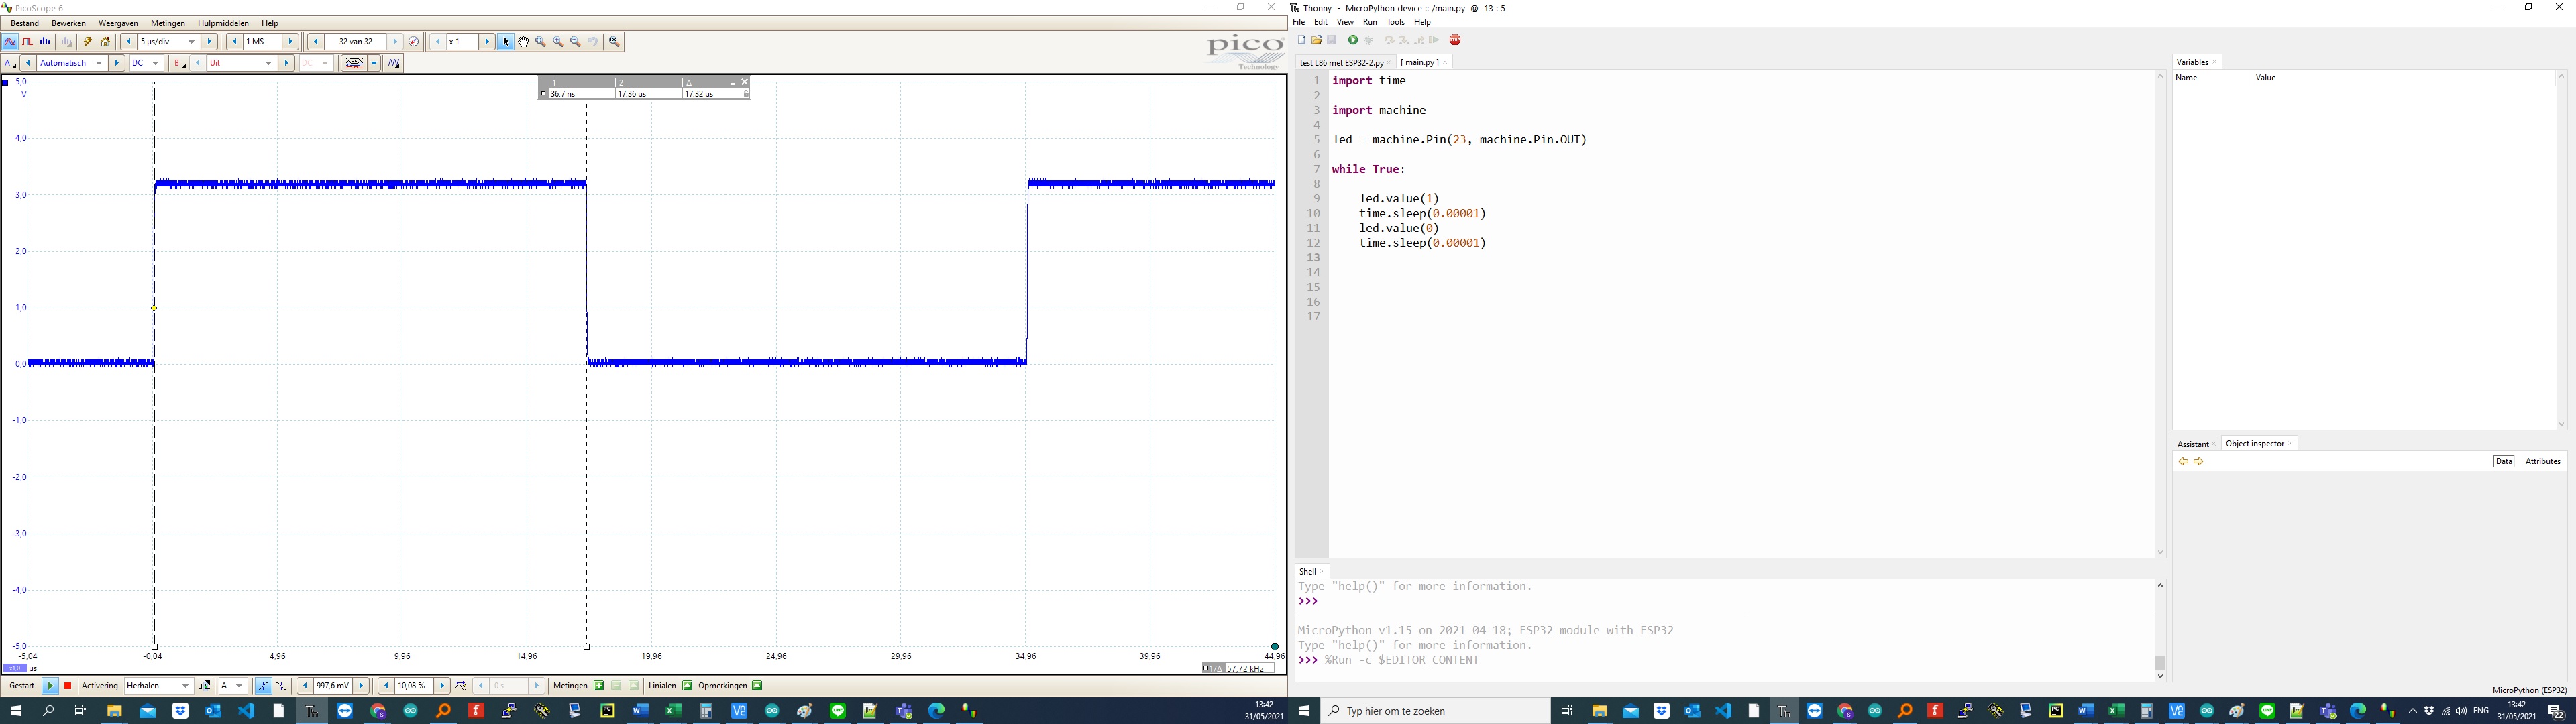 PicoScope 6
Bestand Bewerken Weergaven Metingen Hulpmiddelen Help
5 µs/div 1 MS 32 van 32 x 1
A Automatisch DC B Uit DC
pico
Technology
1 2 Δ
36,7 ns 17,36 µs 17,32 µs
5,0
V
4,0
3,0
2,0
1,0
0,0
-1,0
-2,0
-3,0
-4,0
-5,0
-5,04 -0,04 4,96 9,96 14,96 19,96 24,96 29,96 34,96 39,96 44,96
x1.0 µs
1/Δ 57,72 kHz
Gestart Activering Herhalen A 997,6 mV 10,08 % 0 s Metingen Linialen Opmerkingen
13:42
31/05/2021
Thonny - MicroPython device :: /main.py @ 13 : 5
File Edit View Run Tools Help
test L86 met ESP32-2.py [ main.py ]
1 import time
2
3 import machine
4
5 led = machine.Pin(23, machine.Pin.OUT)
6
7 while True:
8
9 led.value(1)
10 time.sleep(0.00001)
11 led.value(0)
12 time.sleep(0.00001)
13
14
15
16
17
Shell
Type "help()" for more information.
>>>
MicroPython v1.15 on 2021-04-18; ESP32 module with ESP32
Type "help()" for more information.
>>> %Run -c $EDITOR_CONTENT
Variables
Name Value
Assistant Object inspector
Data Attributes
MicroPython (ESP32)
Typ hier om te zoeken
ENG
13:42
31/05/2021